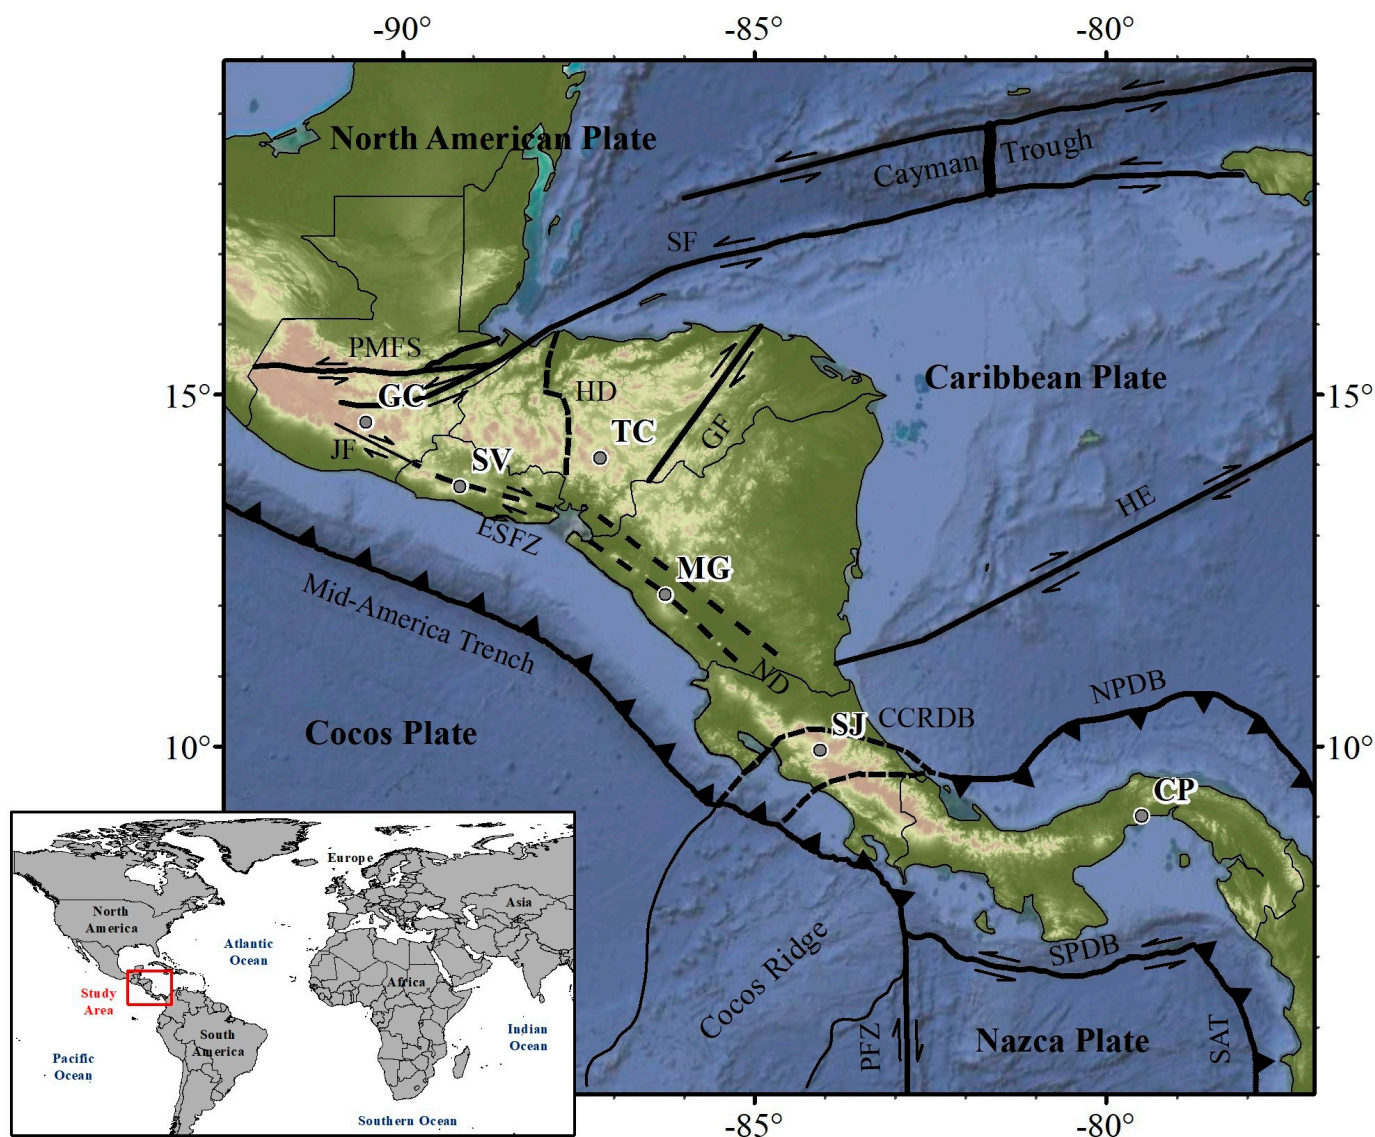 -90°
-85°
-80°
North American Plate
Cayman
Trough
SF
PMFS
15°
GC
HD
TC
GF
Caribbean Plate
15°
JF
SV
ESFZ
HE
MG
Mid-America Trench
ND
NPDB
Cocos Plate
SJ
CCRDB
10°
10°
CP
Cocos Ridge
SPDB
PFZ
Nazca Plate
SAT
-85°
-80°
Europe
North
America
Asia
Atlantic
Ocean
Study
Area
Africa
South
America
Indian
Ocean
Pacific
Ocean
Southern Ocean